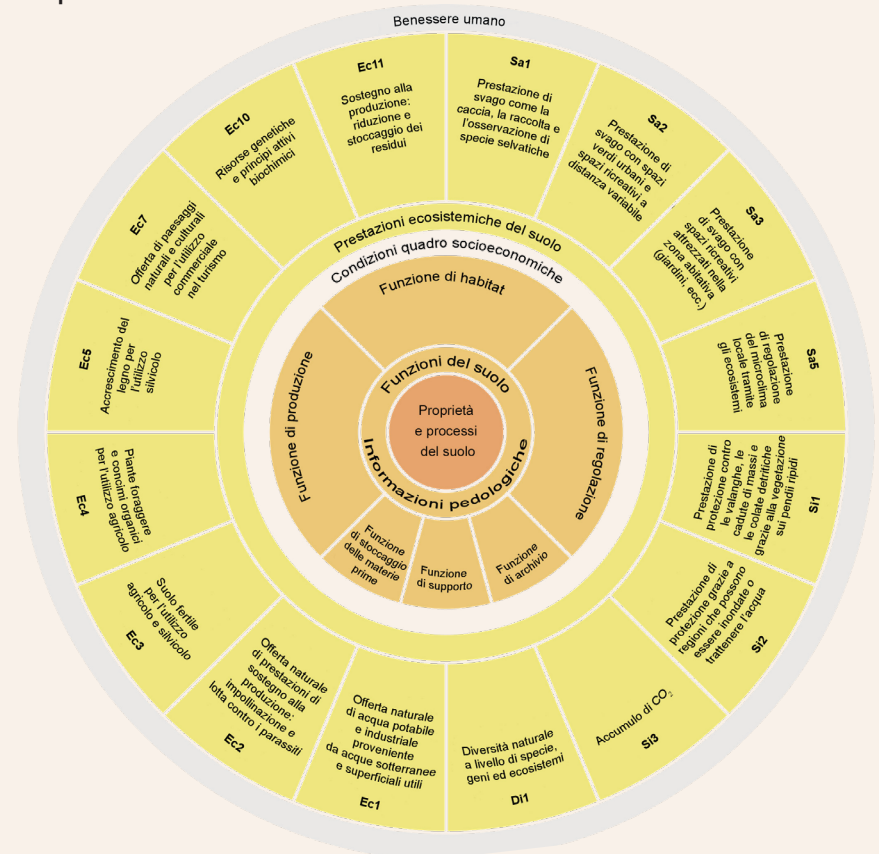 Benessere umano
Sa1
Prestazione di
svago come la
caccia, la raccolta e
l'osservazione di
specie selvatiche
Sa2
Prestazione di
svago con spazi
verdi urbani e
spazi ricreativi a
distanza variabile
Sa3
Prestazione
di svago con
spazi ricreativi
attrezzati nella
zona abitativa
(giardini, ecc.)
Sa5
Prestazione
di regolazione
del microclima
locale tramite
gli ecosistemi
Si1
Prestazione di
protezione contro
le valanghe, le
cadute di massi e
le colate detritiche
grazie alla vegetazione
sui pendii ripidi
Si2
Prestazione di
protezione grazie a
regioni che possono
essere inondate o
trattenere l'acqua
Si3
Accumulo di CO₂
Di1
Diversità naturale
a livello di specie,
geni ed ecosistemi
Ec1
Offerta naturale
di acqua potabile
e industriale
proveniente
da acque sotterranee
e superficiali utili
Ec2
Offerta naturale
di prestazioni di
sostegno alla
produzione:
impollinazione e
lotta contro i parassiti
Ec3
Suolo fertile
per l'utilizzo
agricolo e silvicolo
Ec4
Piante foraggere
e concimi organici
per l'utilizzo agricolo
Ec5
Accrescimento del
legno per
l'utilizzo
silvicolo
Ec7
Offerta di paesaggi
naturali e culturali
per l'utilizzo
commerciale
nel turismo
Ec10
Risorse genetiche
e principi attivi
biochimici
Ec11
Sostegno alla
produzione:
riduzione e
stoccaggio dei
residui
Prestazioni ecosistemiche del suolo
Condizioni quadro socioeconomiche
Funzione di habitat
Funzione di regolazione
Funzione
di archivio
Funzione
di supporto
Funzione
di stoccaggio
delle materie
prime
Funzione di produzione
Funzioni del suolo
Informazioni pedologiche
Proprietà
e processi
del suolo